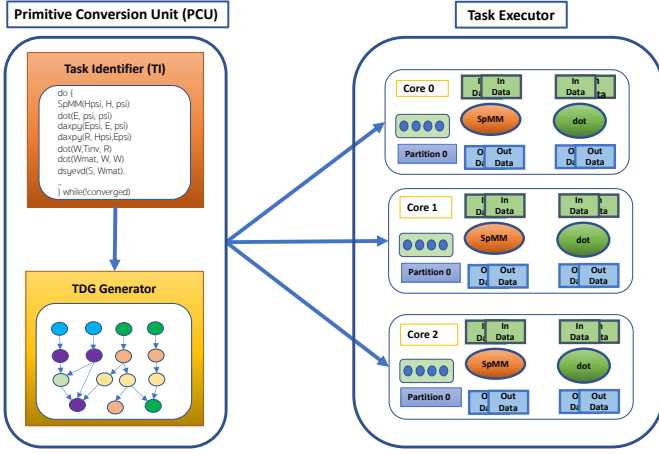 Primitive Conversion Unit (PCU)
Task Identifier (TI)
do {
SpMM(Hpsi, H, psi)
dot(E, psi, psi)
daxpy(Epsi, E, psi)
daxpy(R, Hpsi,Epsi)
dot(W,Tinv, R)
dot(Wmat, W, W)
dsyevd(S, Wmat).
..
} while(!converged)
TDG Generator
Task Executor
Core 0
In
Data
In
Data
SpMM
dot
Partition 0
Out
Data
Out
Data
Core 1
In
Data
In
Data
SpMM
dot
Partition 0
Out
Data
Out
Data
Core 2
In
Data
In
Data
SpMM
dot
Partition 0
Out
Data
Out
Data